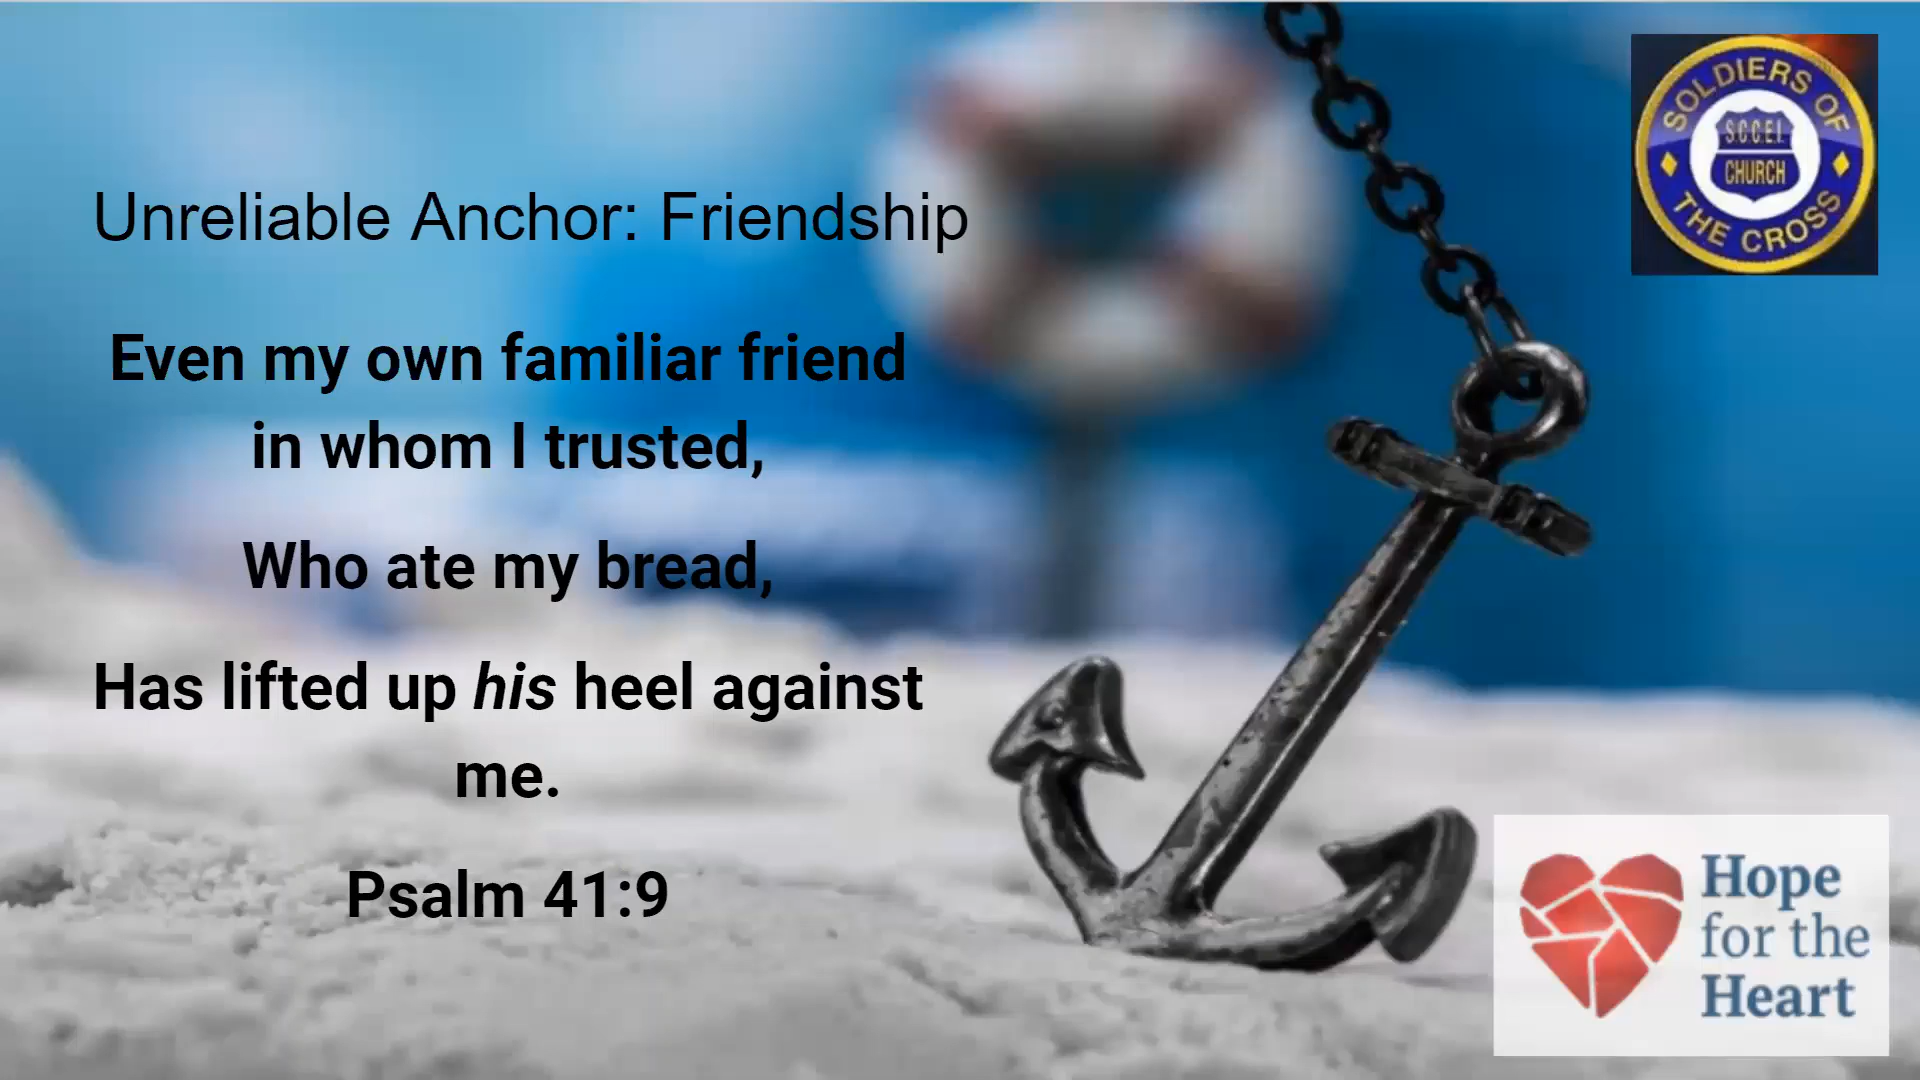 Unreliable Anchor: Friendship
Even my own familiar friend
in whom I trusted,
Who ate my bread,
Has lifted up his heel against
me.
Psalm 41:9
SOLDIERS OF
S.C.C.E.I.
CHURCH
THE CROSS
Hope
for the
Heart